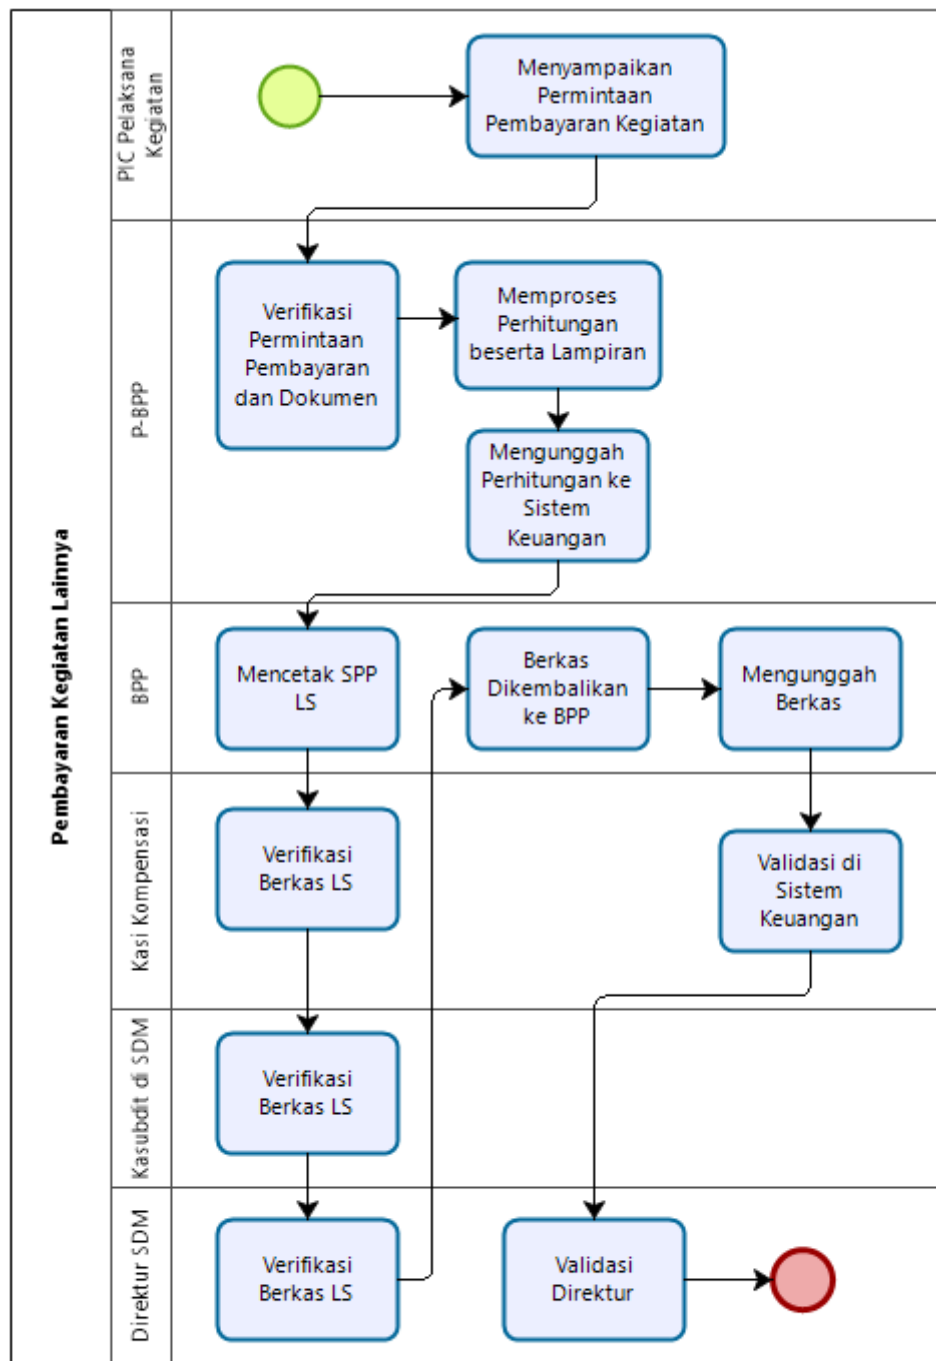 Pembayaran Kegiatan Lainnya
PIC Pelaksana
Kegiatan
Menyampaikan
Permintaan
Pembayaran Kegiatan
P-BPP
Verifikasi
Permintaan
Pembayaran
dan Dokumen
Memproses
Perhitungan
beserta Lampiran
Mengunggah
Perhitungan ke
Sistem
Keuangan
BPP
Mencetak SPP
LS
Berkas
Dikembalikan
ke BPP
Mengunggah
Berkas
Kasi Kompensasi
Verifikasi
Berkas LS
Validasi di
Sistem
Keuangan
Kasubdit di SDM
Verifikasi
Berkas LS
Direktur SDM
Verifikasi
Berkas LS
Validasi
Direktur